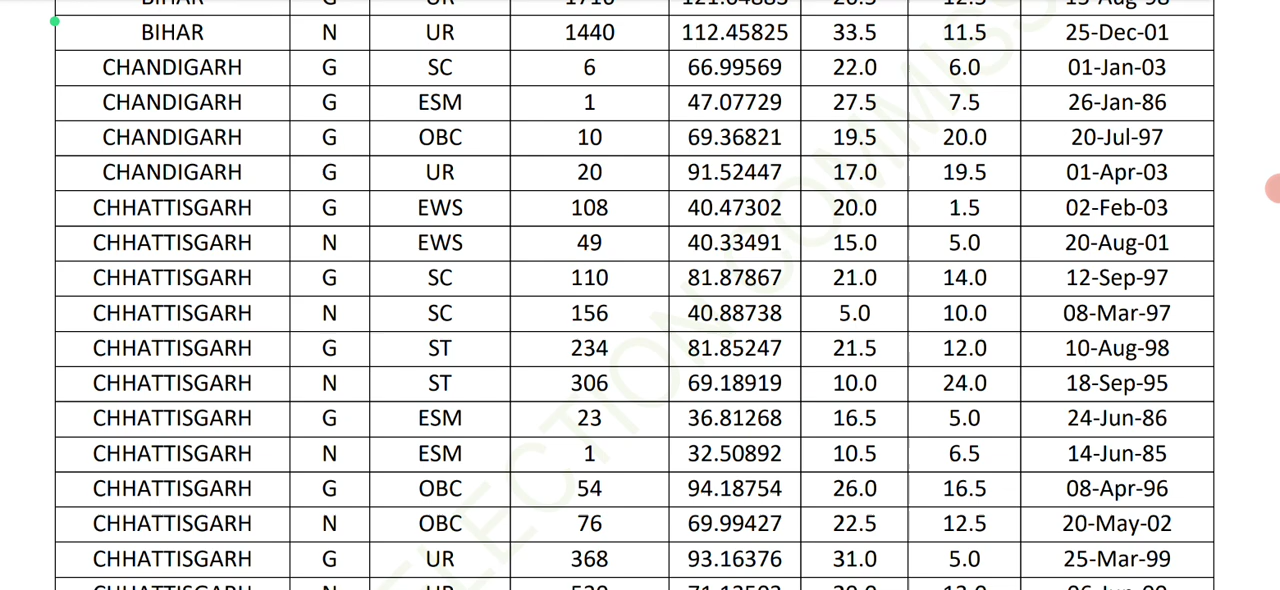 BIHAR N UR 1440 112.45825 33.5 11.5 25-Dec-01
CHANDIGARH G SC 6 66.99569 22.0 6.0 01-Jan-03
CHANDIGARH G ESM 1 47.07729 27.5 7.5 26-Jan-86
CHANDIGARH G OBC 10 69.36821 19.5 20.0 20-Jul-97
CHANDIGARH G UR 20 91.52447 17.0 19.5 01-Apr-03
CHHATTISGARH G EWS 108 40.47302 20.0 1.5 02-Feb-03
CHHATTISGARH N EWS 49 40.33491 15.0 5.0 20-Aug-01
CHHATTISGARH G SC 110 81.87867 21.0 14.0 12-Sep-97
CHHATTISGARH N SC 156 40.88738 5.0 10.0 08-Mar-97
CHHATTISGARH G ST 234 81.85247 21.5 12.0 10-Aug-98
CHHATTISGARH N ST 306 69.18919 10.0 24.0 18-Sep-95
CHHATTISGARH G ESM 23 36.81268 16.5 5.0 24-Jun-86
CHHATTISGARH N ESM 1 32.50892 10.5 6.5 14-Jun-85
CHHATTISGARH G OBC 54 94.18754 26.0 16.5 08-Apr-96
CHHATTISGARH N OBC 76 69.99427 22.5 12.5 20-May-02
CHHATTISGARH G UR 368 93.16376 31.0 5.0 25-Mar-99